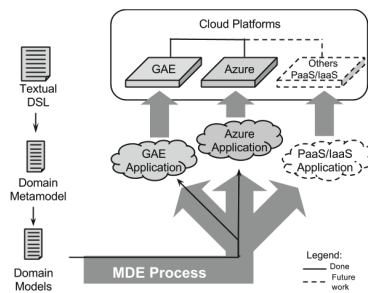 Cloud Platforms
GAE
Azure
Others
PaaS/IaaS
Textual
DSL
GAE
Application
Azure
Application
PaaS/IaaS
Application
Domain
Metamodel
Domain
Models
MDE Process
Legend:
Done
Future
work